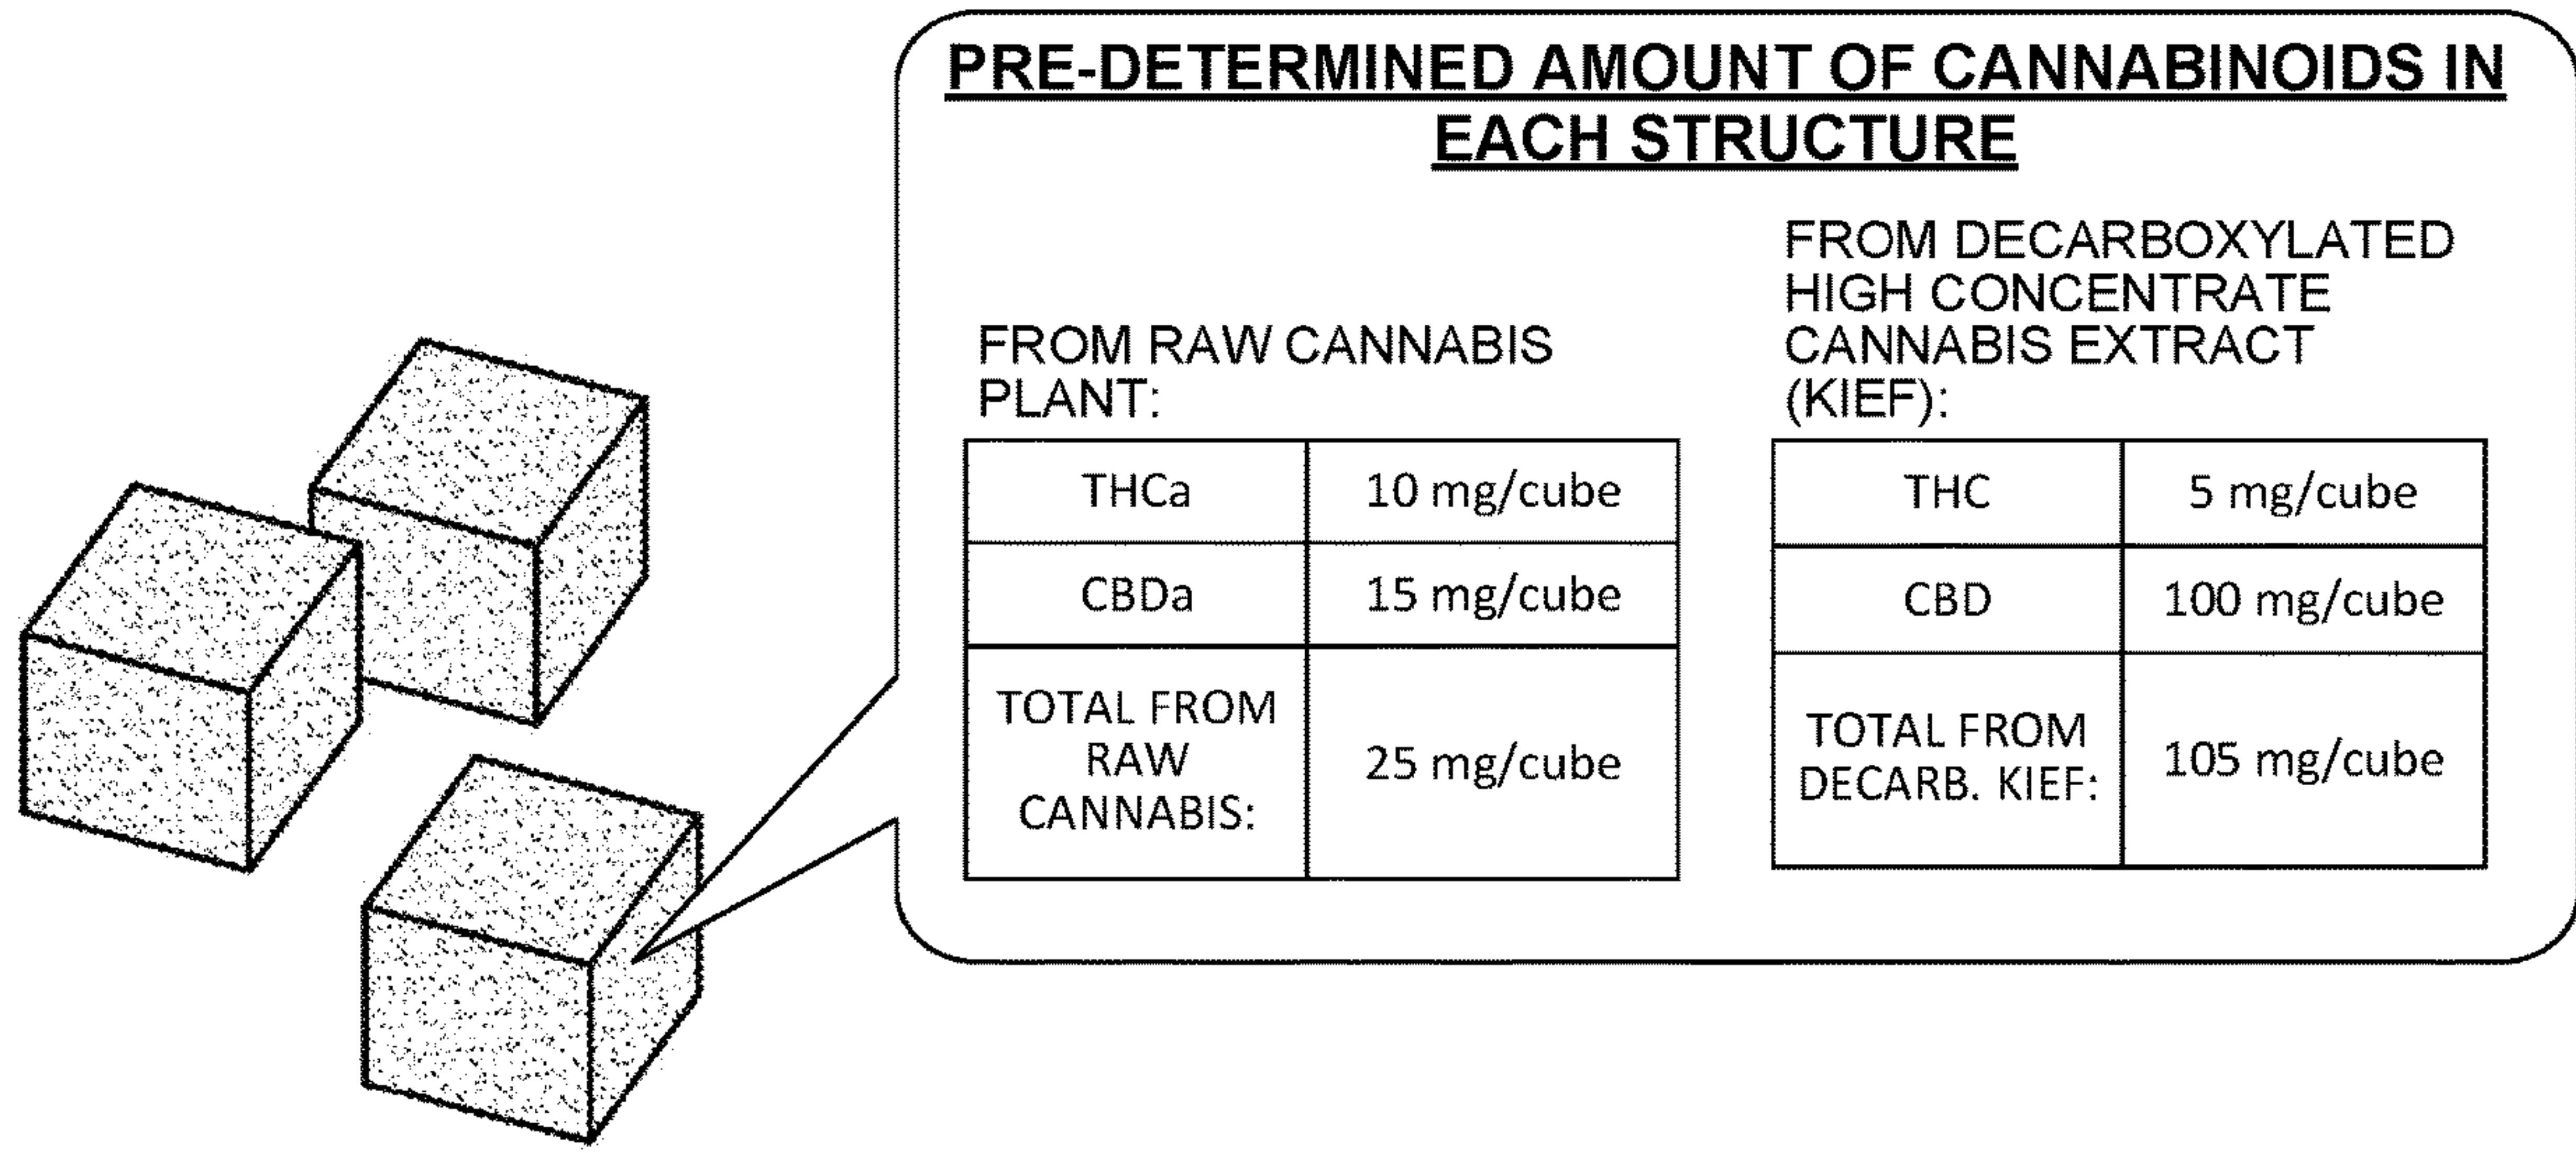 PRE-DETERMINED AMOUNT OF CANNABINOIDS IN
EACH STRUCTURE
FROM RAW CANNABIS
PLANT:
THCa
10 mg/cube
CBDa
15 mg/cube
TOTAL FROM
RAW
CANNABIS:
25 mg/cube
FROM DECARBOXYLATED
HIGH CONCENTRATE
CANNABIS EXTRACT
(KIEF):
THC
5 mg/cube
CBD
100 mg/cube
TOTAL FROM
DECARB. KIEF:
105 mg/cube